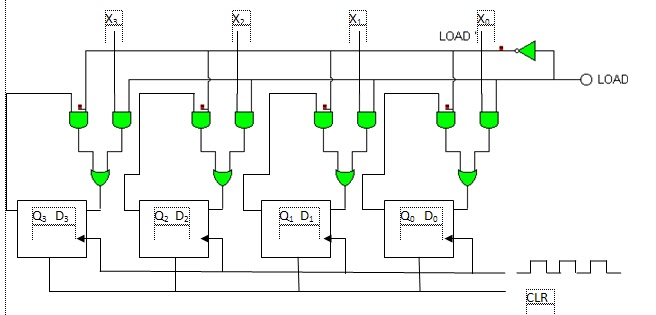 X₃ X₂ X₁ X₀
LOAD '
LOAD
Q₃ D₃ Q₂ D₂ Q₁ D₁ Q₀ D₀
CLR